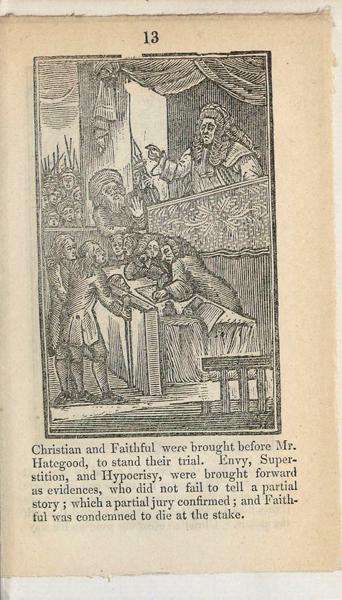 13
Christian and Faithful were brought before Mr.
Hategood, to stand their trial. Envy, Super-
stition, and Hypocrisy, were brought forward
as evidences, who did not fail to tell a partial
story ; which a partial jury confirmed ; and Faith-
ful was condemned to die at the stake.